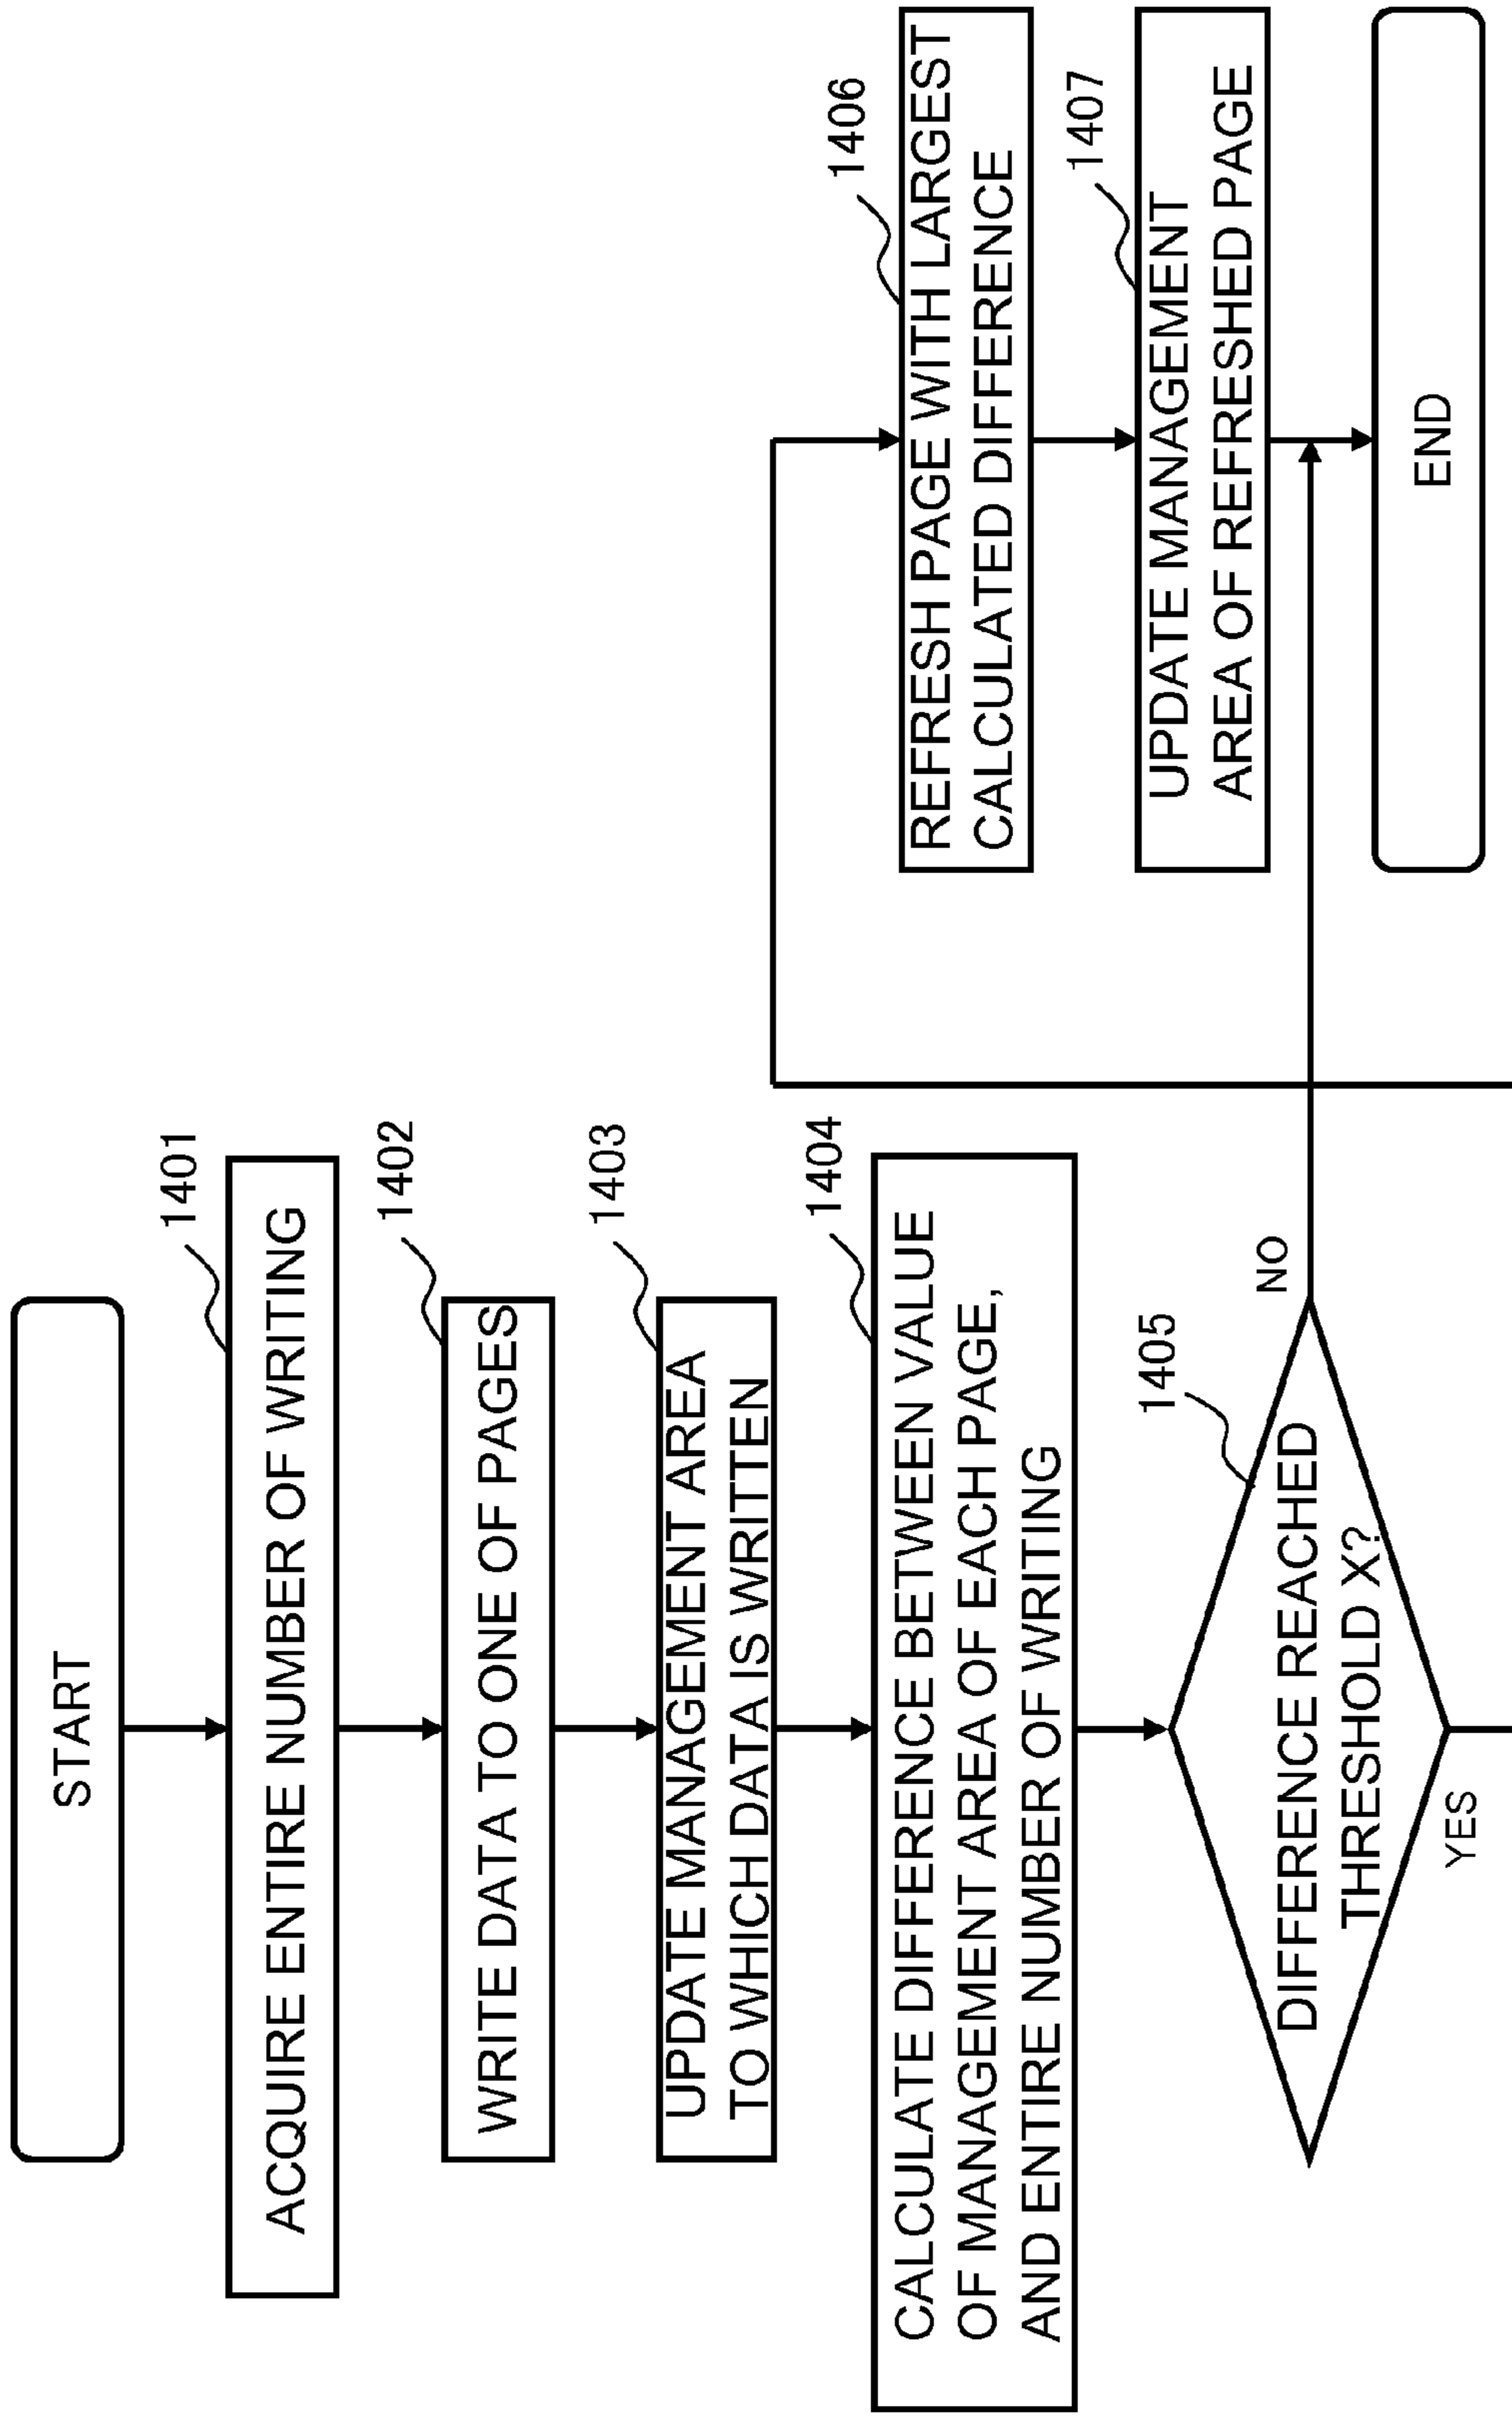 START
1401
ACQUIRE ENTIRE NUMBER OF WRITING
1402
WRITE DATA TO ONE OF PAGES
1403
UPDATE MANAGEMENT AREA
TO WHICH DATA IS WRITTEN
1404
CALCULATE DIFFERENCE BETWEEN VALUE
OF MANAGEMENT AREA OF EACH PAGE,
AND ENTIRE NUMBER OF WRITING
1405
DIFFERENCE REACHED
THRESHOLD X?
NO
YES
1406
REFRESH PAGE WITH LARGEST
CALCULATED DIFFERENCE
1407
UPDATE MANAGEMENT
AREA OF REFRESHED PAGE
END